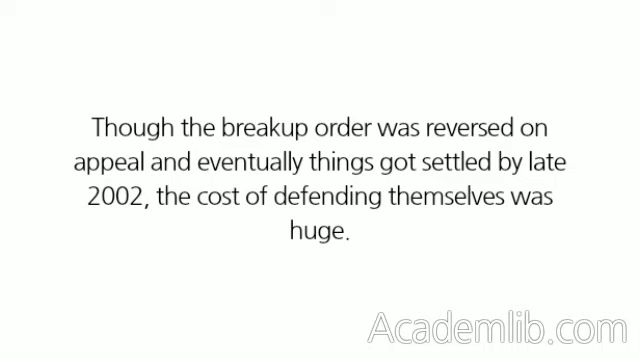 Though the breakup order was reversed on
appeal and eventually things got settled by late
2002, the cost of defending themselves was
huge.
Academlib.com